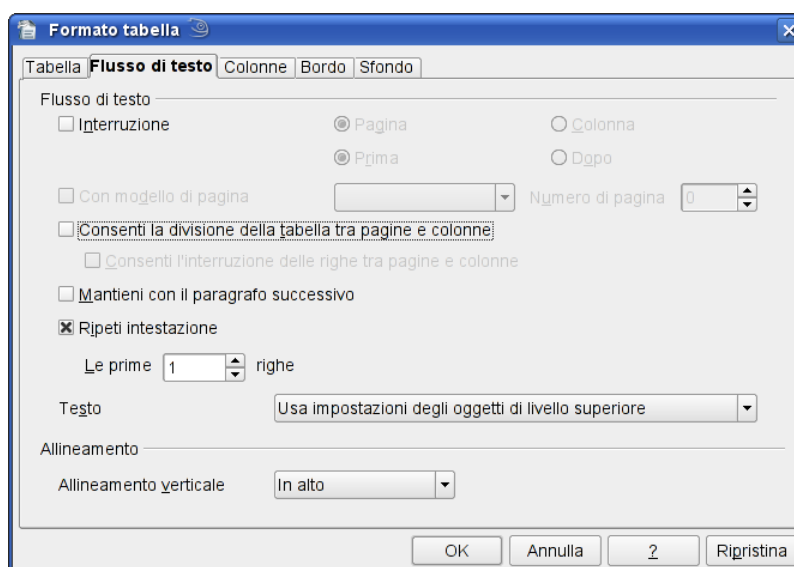 Formato tabella
Tabella Flusso di testo Colonne Bordo Sfondo
Flusso di testo
Interruzione Pagina Colonna
Prima Dopo
Con modello di pagina Numero di pagina 0
Consenti la divisione della tabella tra pagine e colonne
Consenti l'interruzione delle righe tra pagine e colonne
Mantieni con il paragrafo successivo
Ripeti intestazione
Le prime 1 righe
Testo Usa impostazioni degli oggetti di livello superiore
Allineamento
Allineamento verticale In alto
OK Annulla ? Ripristina